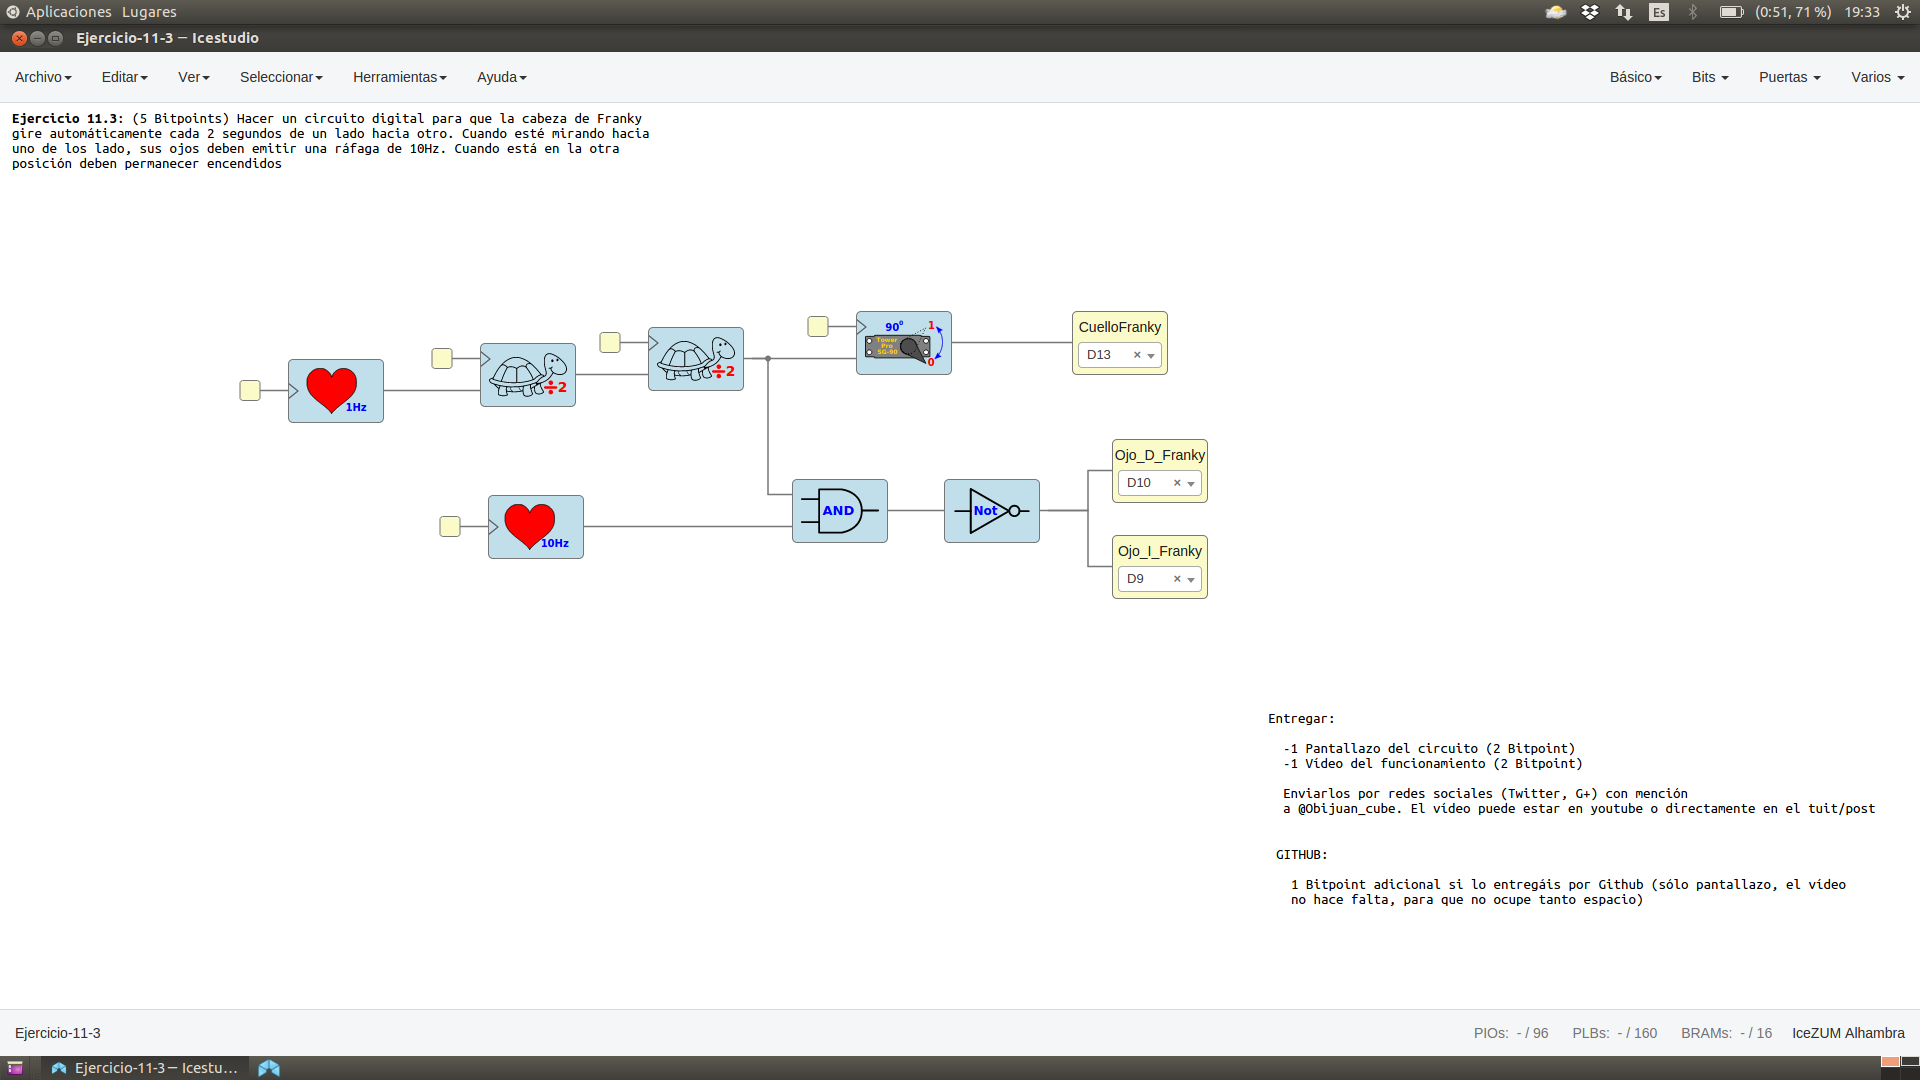 Aplicaciones Lugares
Es (0:51, 71 %) 19:33
Ejercicio-11-3 — Icestudio
Archivo Editar Ver Seleccionar Herramientas Ayuda Básico Bits Puertas Varios
Ejercicio 11.3: (5 Bitpoints) Hacer un circuito digital para que la cabeza de Franky
gire automáticamente cada 2 segundos de un lado hacia otro. Cuando esté mirando hacia
uno de los lado, sus ojos deben emitir una ráfaga de 10Hz. Cuando está en la otra
posición deben permanecer encendidos
90º 1
Tower
Pro
SG-90
0
CuelloFranky
D13 ×
÷2
÷2
1Hz
Ojo_D_Franky
D10 ×
AND
Not
10Hz
Ojo_I_Franky
D9 ×
Entregar:
-1 Pantallazo del circuito (2 Bitpoint)
-1 Vídeo del funcionamiento (2 Bitpoint)
Enviarlos por redes sociales (Twitter, G+) con mención
a @Obijuan_cube. El vídeo puede estar en youtube o directamente en el tuit/post
GITHUB:
1 Bitpoint adicional si lo entregáis por Github (sólo pantallazo, el vídeo
no hace falta, para que no ocupe tanto espacio)
Ejercicio-11-3 PIOs: - / 96 PLBs: - / 160 BRAMs: - / 16 IceZUM Alhambra
Ejercicio-11-3 — Icestu...